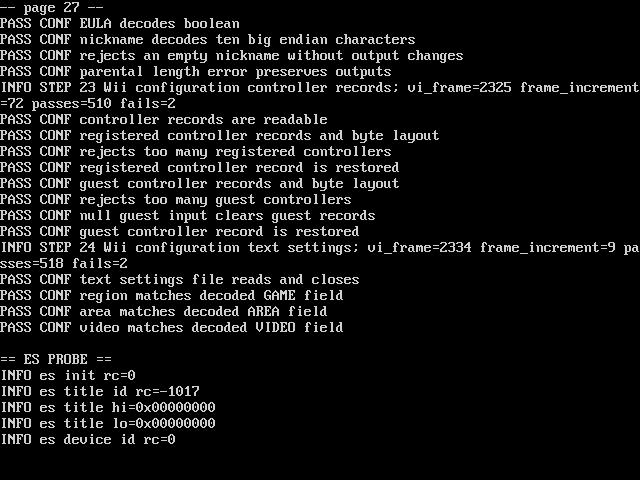 -- page 27 --
PASS CONF EULA decodes boolean
PASS CONF nickname decodes ten big endian characters
PASS CONF rejects an empty nickname without output changes
PASS CONF parental length error preserves outputs
INFO STEP 23 Wii configuration controller records; vi_frame=2325 frame_increment
=72 passes=510 fails=2
PASS CONF controller records are readable
PASS CONF registered controller records and byte layout
PASS CONF rejects too many registered controllers
PASS CONF registered controller record is restored
PASS CONF guest controller records and byte layout
PASS CONF rejects too many guest controllers
PASS CONF null guest input clears guest records
PASS CONF guest controller record is restored
INFO STEP 24 Wii configuration text settings; vi_frame=2334 frame_increment=9 pa
sses=518 fails=2
PASS CONF text settings file reads and closes
PASS CONF region matches decoded GAME field
PASS CONF area matches decoded AREA field
PASS CONF video matches decoded VIDEO field
== ES PROBE ==
INFO es init rc=0
INFO es title id rc=-1017
INFO es title hi=0x00000000
INFO es title lo=0x00000000
INFO es device id rc=0